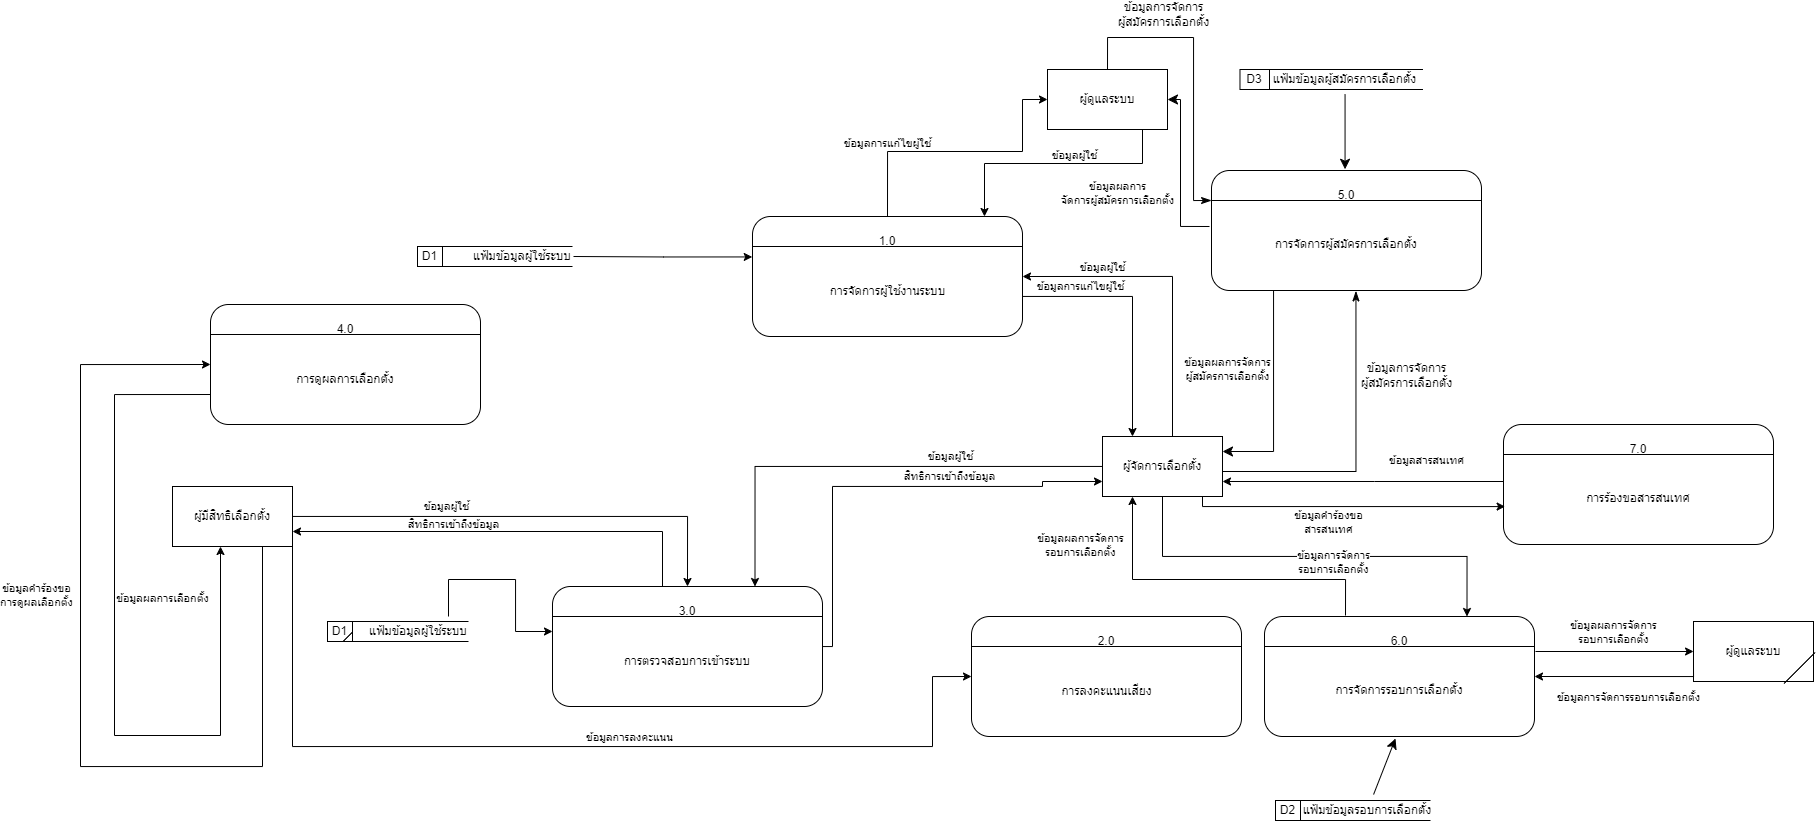 ข้อมูลการจัดการ
ผู้สมัครการเลือกตั้ง
ผู้ดูแลระบบ
D3 แฟ้มข้อมูลผู้สมัครการเลือกตั้ง
ข้อมูลการแก้ไขผู้ใช้
ข้อมูลผู้ใช้
ข้อมูลผลการ
จัดการผู้สมัครการเลือกตั้ง
5.0
การจัดการผู้สมัครการเลือกตั้ง
1.0
การจัดการผู้ใช้งานระบบ
D1 แฟ้มข้อมูลผู้ใช้ระบบ
ข้อมูลผู้ใช้
ข้อมูลการแก้ไขผู้ใช้
4.0
การดูผลการเลือกตั้ง
ข้อมูลผลการจัดการ
ผู้สมัครการเลือกตั้ง
ข้อมูลการจัดการ
ผู้สมัครการเลือกตั้ง
ข้อมูลผู้ใช้
สิทธิการเข้าถึงข้อมูล
ผู้จัดการเลือกตั้ง
ข้อมูลสารสนเทศ
7.0
การร้องขอสารสนเทศ
ข้อมูลคำร้องขอ
สารสนเทศ
ผู้มีสิทธิเลือกตั้ง
ข้อมูลผู้ใช้
สิทธิการเข้าถึงข้อมูล
ข้อมูลผลการจัดการ
รอบการเลือกตั้ง
ข้อมูลการจัดการ
รอบการเลือกตั้ง
ข้อมูลคำร้องขอ
การดูผลเลือกตั้ง
ข้อมูลผลการเลือกตั้ง
D1 แฟ้มข้อมูลผู้ใช้ระบบ
3.0
การตรวจสอบการเข้าระบบ
2.0
การลงคะแนนเสียง
6.0
การจัดการรอบการเลือกตั้ง
ข้อมูลผลการจัดการ
รอบการเลือกตั้ง
ผู้ดูแลระบบ
ข้อมูลการจัดการรอบการเลือกตั้ง
ข้อมูลการลงคะแนน
D2 แฟ้มข้อมูลรอบการเลือกตั้ง